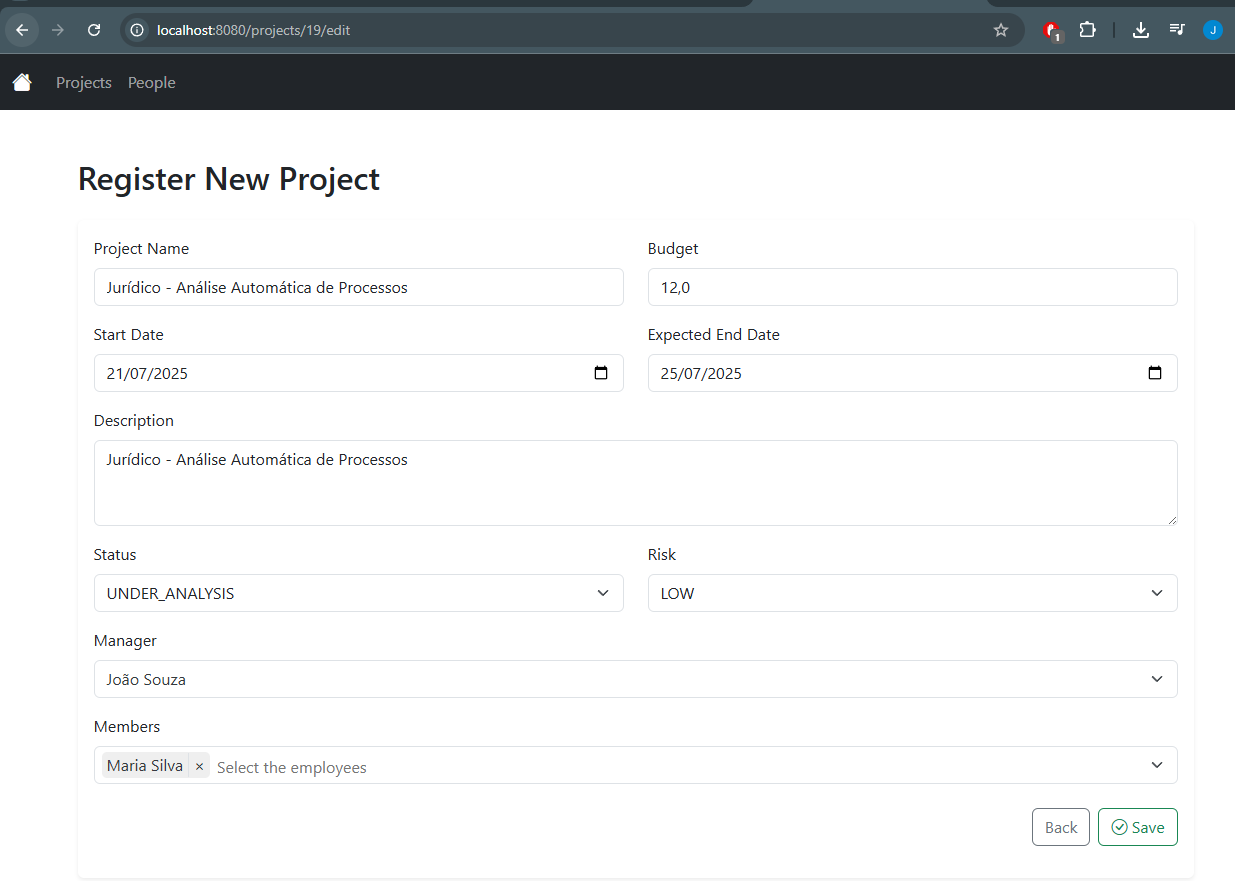 localhost:8080/projects/19/edit
1
J
Projects People
Register New Project
Project Name
Budget
Jurídico - Análise Automática de Processos
12,0
Start Date
Expected End Date
21/07/2025
25/07/2025
Description
Jurídico - Análise Automática de Processos
Status
Risk
UNDER_ANALYSIS
LOW
Manager
João Souza
Members
Maria Silva × Select the employees
Back
Save